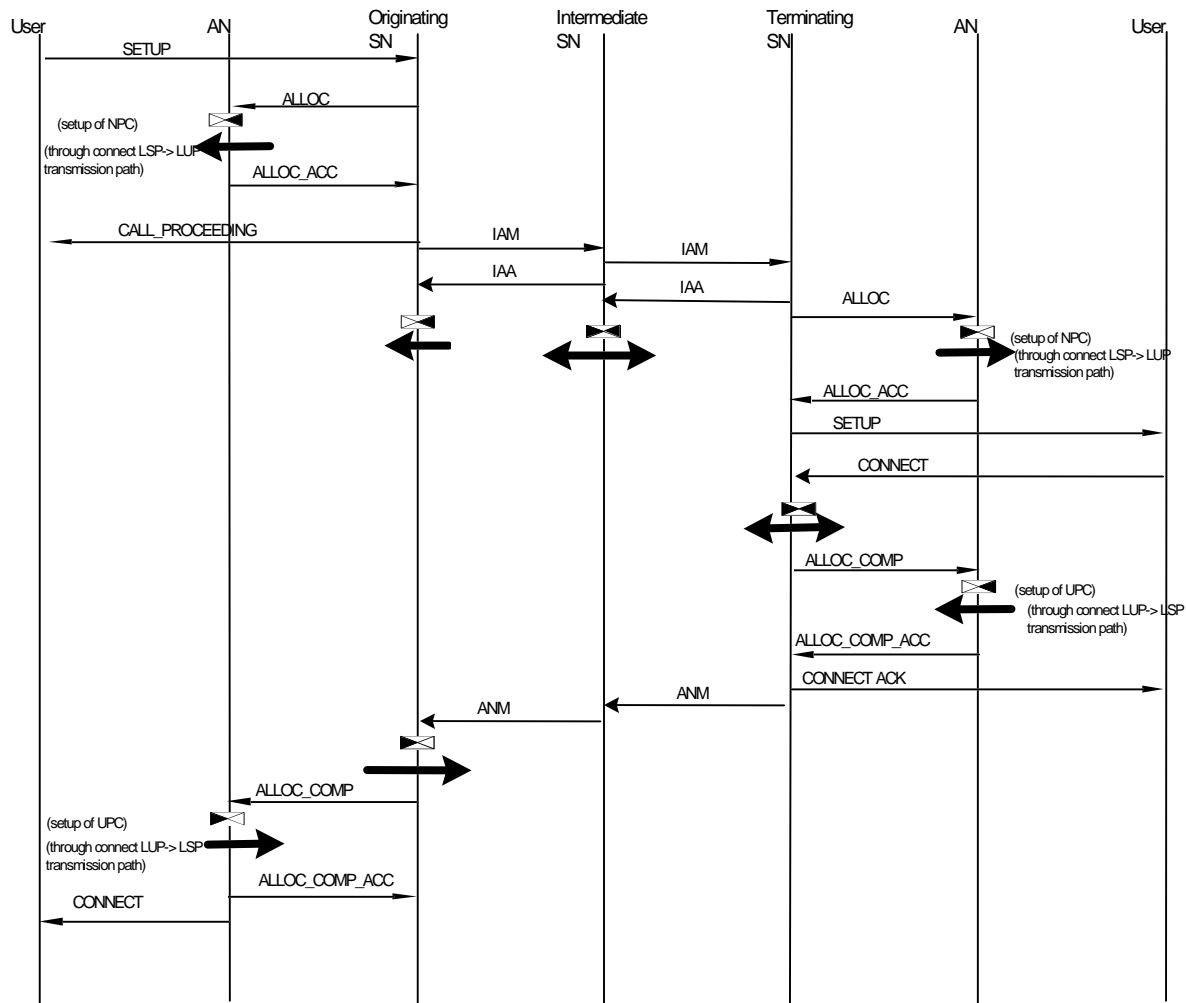 User
AN
Originating
SN
Intermediate
SN
Terminating
SN
AN
User
SETUP
ALLOC
(setup of NPC)
(through connect LSP-> LUP
transmission path)
ALLOC_ACC
CALL_PROCEEDING
IAM
IAM
IAA
IAA
ALLOC
(setup of NPC)
(through connect LSP-> LUP
transmission path)
ALLOC_ACC
SETUP
CONNECT
ALLOC_COMP
(setup of UPC)
(through connect LUP-> LSP
transmission path)
ALLOC_COMP_ACC
CONNECT ACK
ANM
ANM
ALLOC_COMP
(setup of UPC)
(through connect LUP-> LSP
transmission path)
ALLOC_COMP_ACC
CONNECT